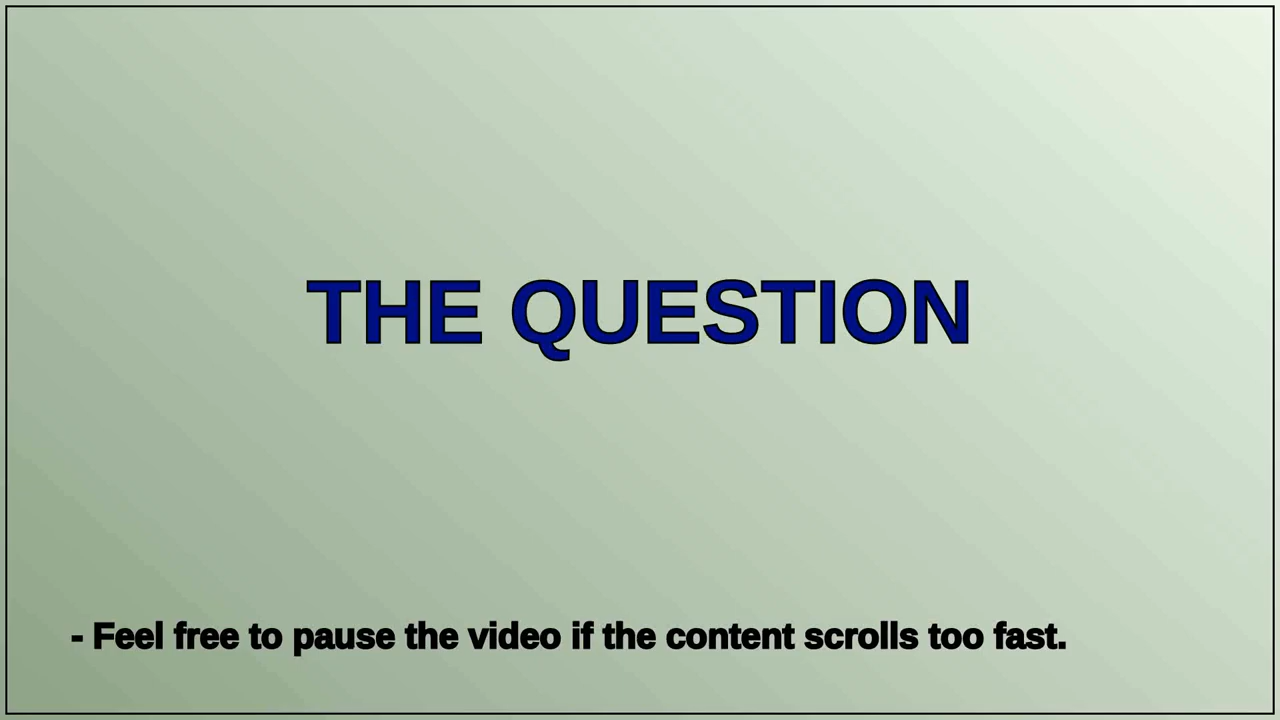 THE QUESTION
- Feel free to pause the video if the content scrolls too fast.